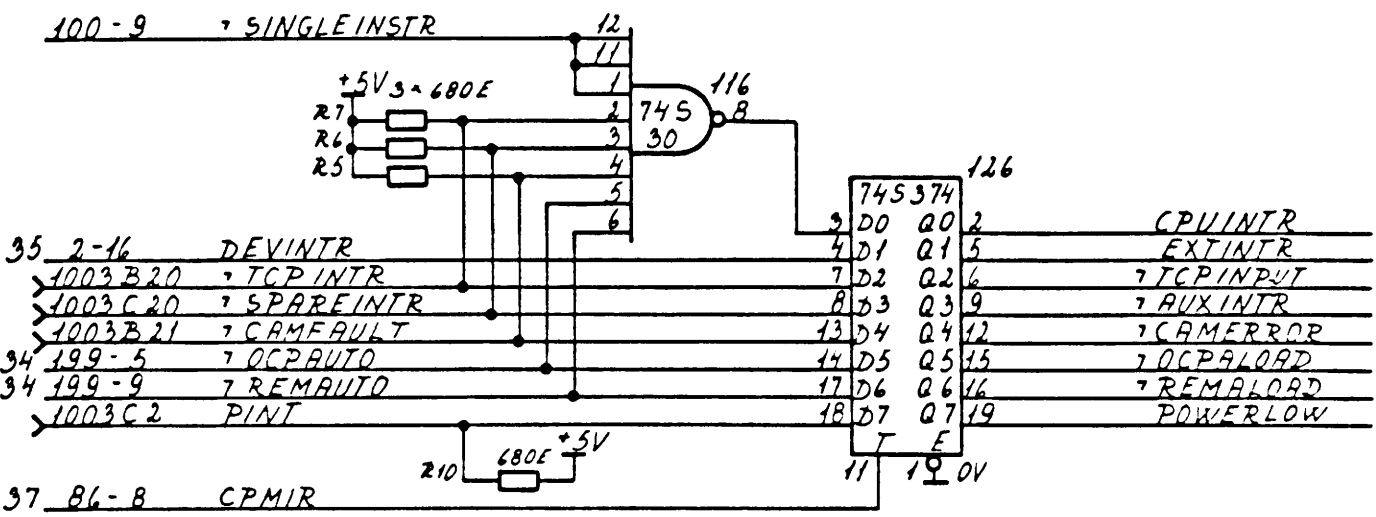 100-9 ¬ SINGLEINSTR 12
11
+5V 3×680E 1 116
R7 2 74S 8
R6 3 30
R5 4
5
6
126
74S374
3 D0 Q0 2 CPUINTR
35 2-16 DEVINTR 4 D1 Q1 5 EXTINTR
1003B20 ¬ TCPINTR 7 D2 Q2 6 ¬ TCPINPUT
1003C20 ¬ SPAREINTR 8 D3 Q3 9 ¬ AUXINTR
1003B21 ¬ CAMFAULT 13 D4 Q4 12 ¬ CAMERROR
34 199-5 ¬ OCPAUTO 14 D5 Q5 15 ¬ OCPALOAD
34 199-9 ¬ REMAUTO 17 D6 Q6 16 ¬ REMALOAD
1003C2 PINT 18 D7 Q7 19 POWERLOW
T E
R10 680E +5V 11 1 0V
37 86-8 CPMIR